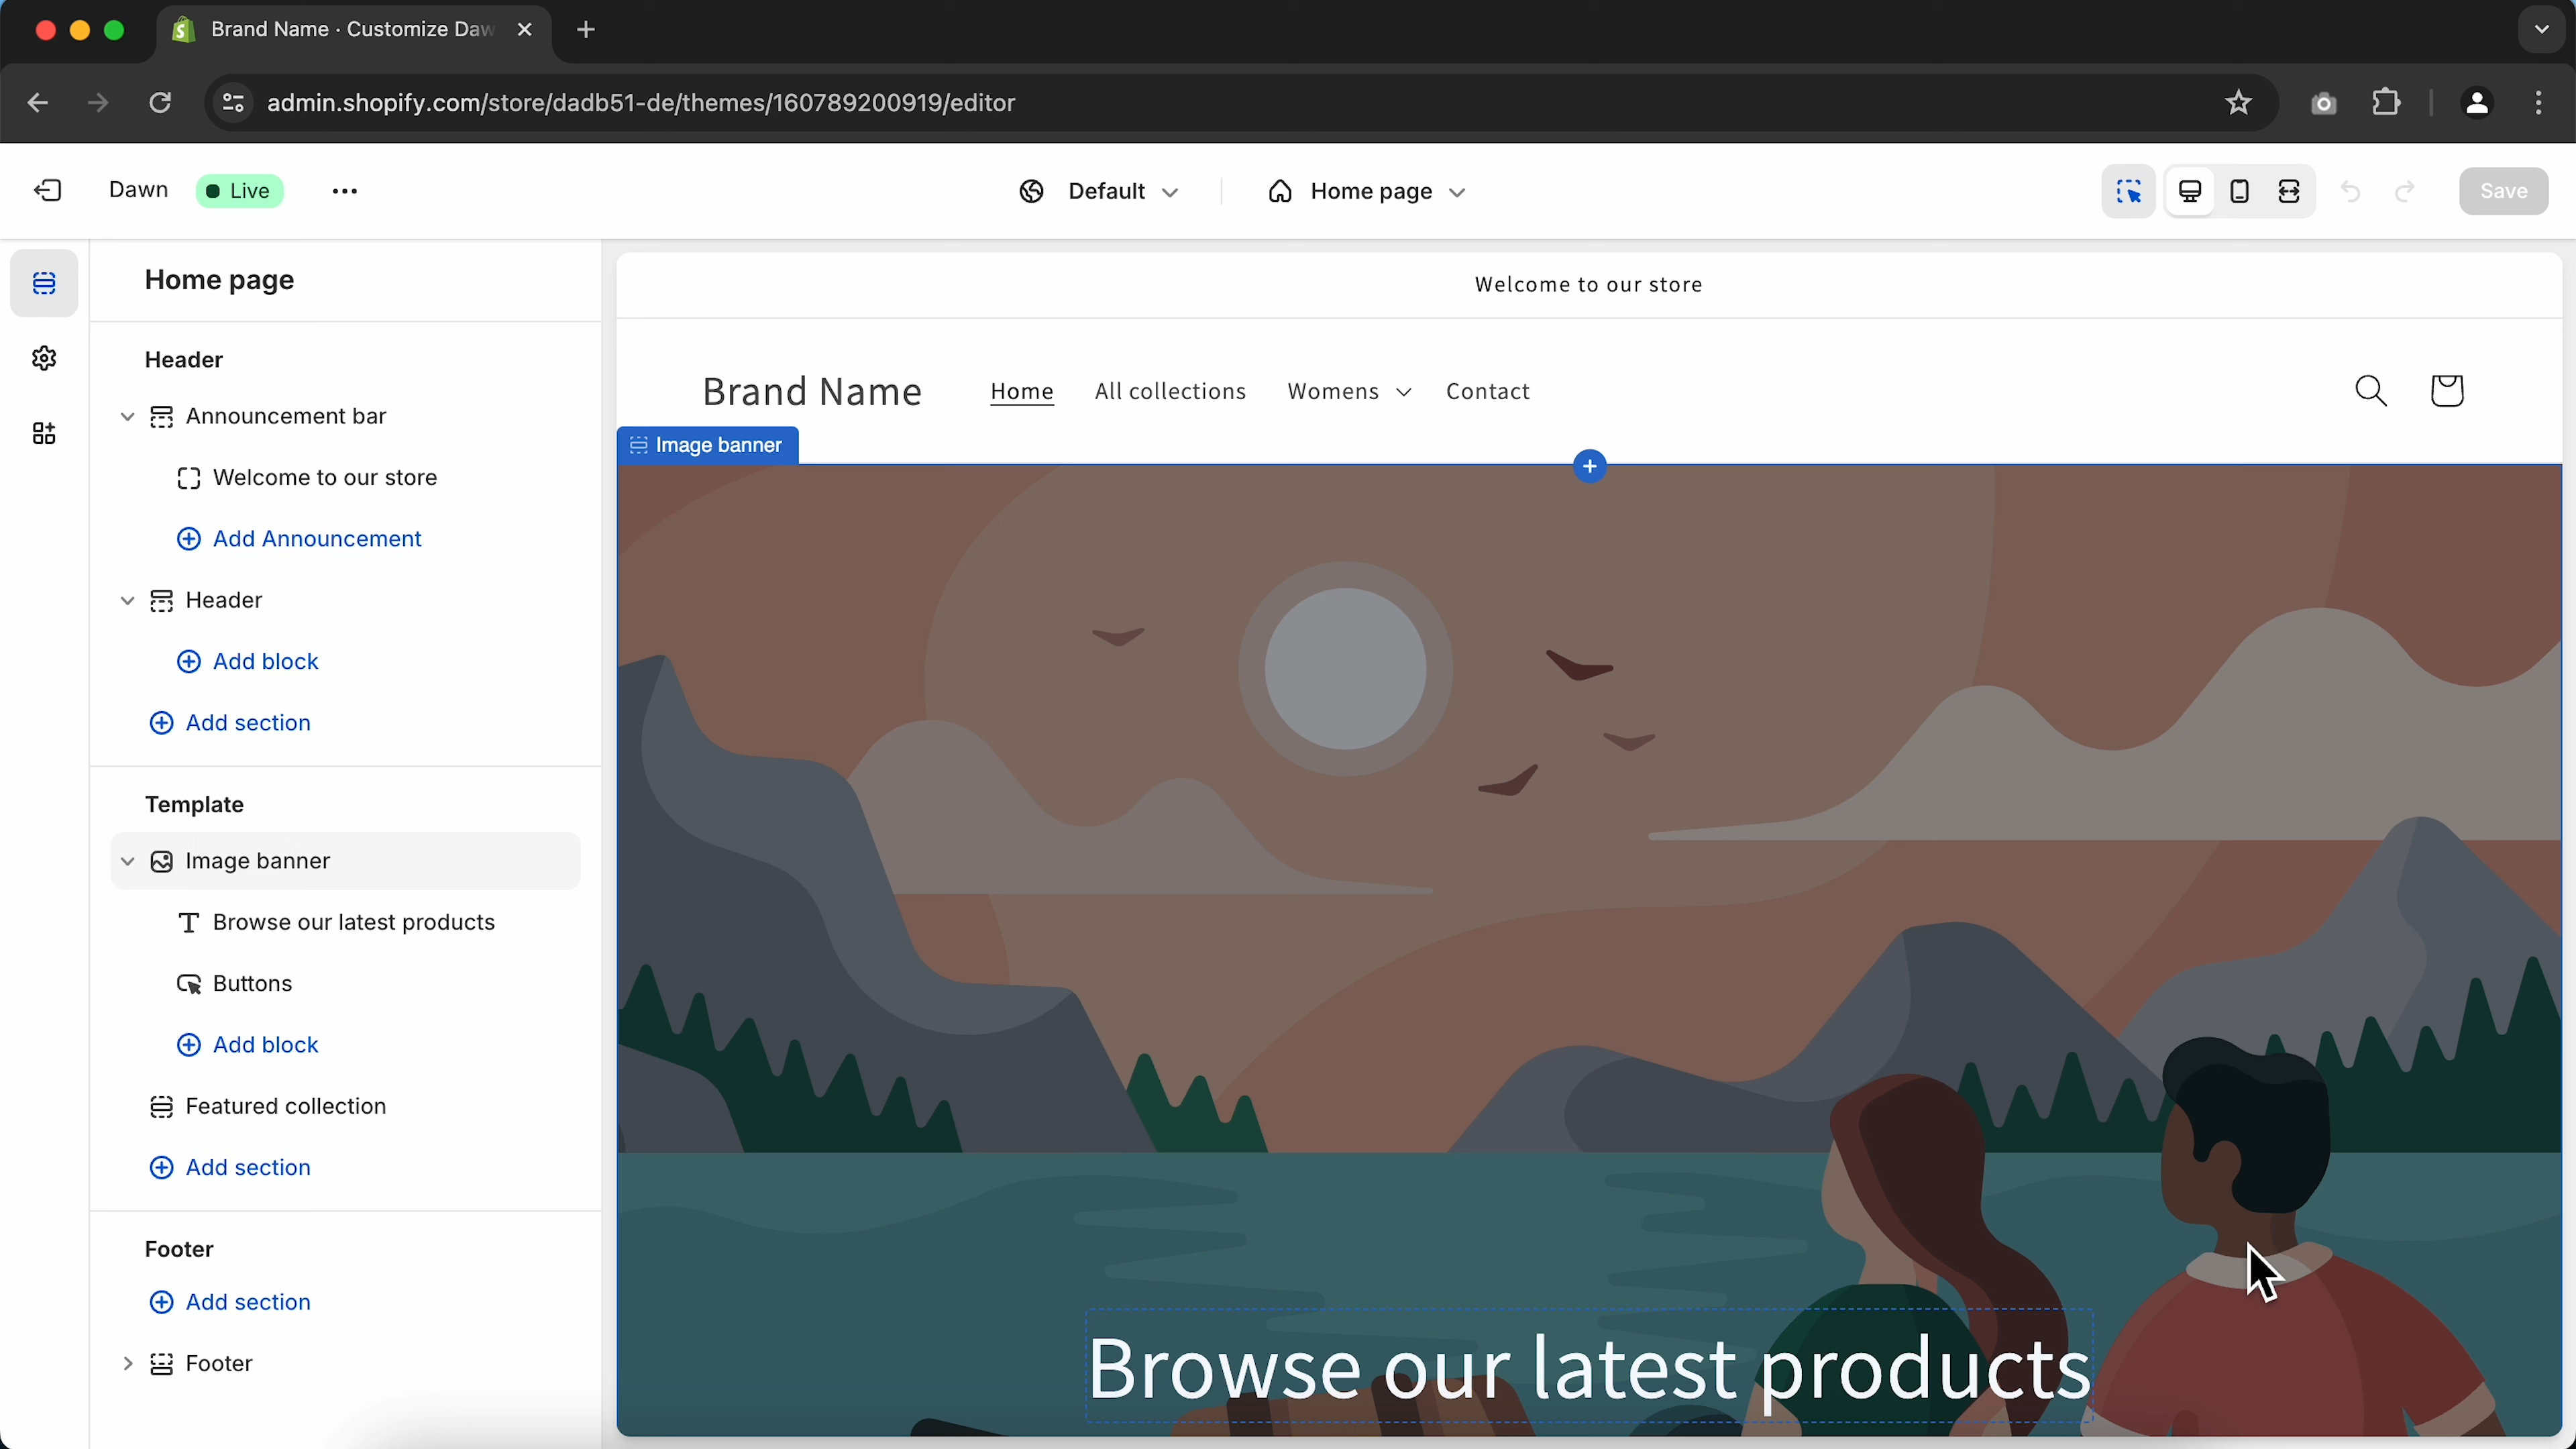 Brand Name · Customize Daw
admin.shopify.com/store/dadb51-de/themes/160789200919/editor
Dawn
Live
Default
Home page
Save
Home page
Header
Announcement bar
Welcome to our store
Add Announcement
Header
Add block
Add section
Template
Image banner
Browse our latest products
Buttons
Add block
Featured collection
Add section
Footer
Add section
Footer
Welcome to our store
Brand Name
Home
All collections
Womens
Contact
Image banner
Browse our latest products